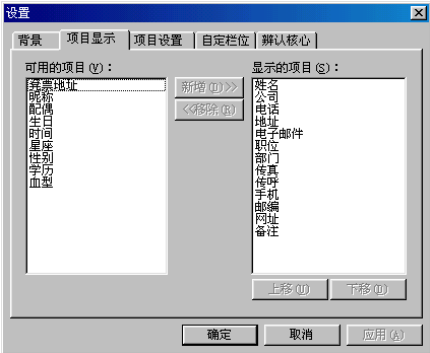 设置
背景
项目显示
项目设置
自定栏位
辨认核心
可用的项目(V):
发票地址
昵称
配偶
生日
时间
星座
性别
学历
血型
新增(D)>>
<<移除(R)
显示的项目(S):
姓名
公司
电话
地址
电子邮件
职位
部门
传真
传呼
手机
邮编
网址
备注
上移(U)
下移(D)
确定
取消
应用(A)